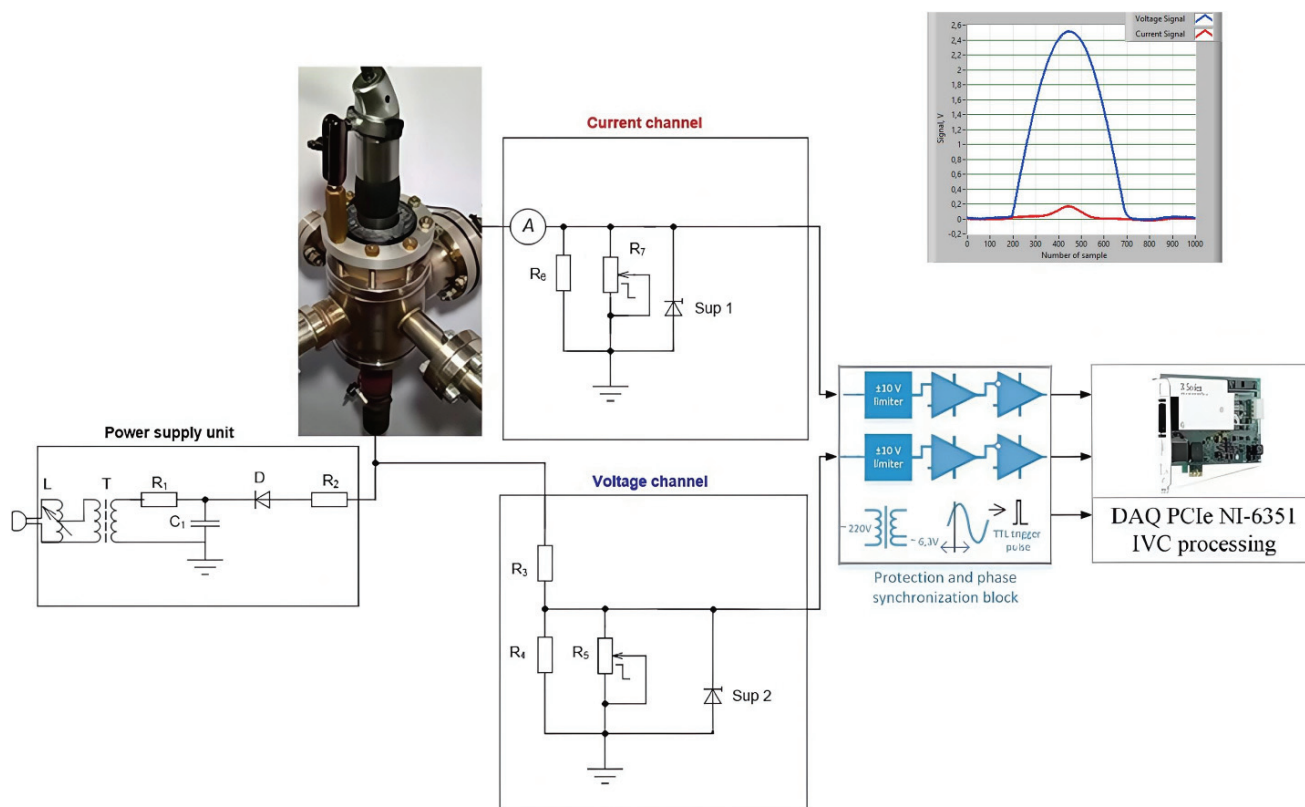 Voltage Signal
Current Signal
2,6
2,4
2,2
2
1,8
1,6
1,4
1,2
1
0,8
0,6
0,4
0,2
0
-0,2
Signal, V
0 100 200 300 400 500 600 700 800 900 1000
Number of sample
Current channel
A
R6
R7
Sup 1
Power supply unit
L
T
R1
C1
D
R2
Voltage channel
R3
R4
R5
Sup 2
±10 V
limiter
±10 V
limiter
~ 220V
~ 6,3V
TTL trigger
pulse
Protection and phase
synchronization block
X Series
DAQ PCIe NI-6351
IVC processing